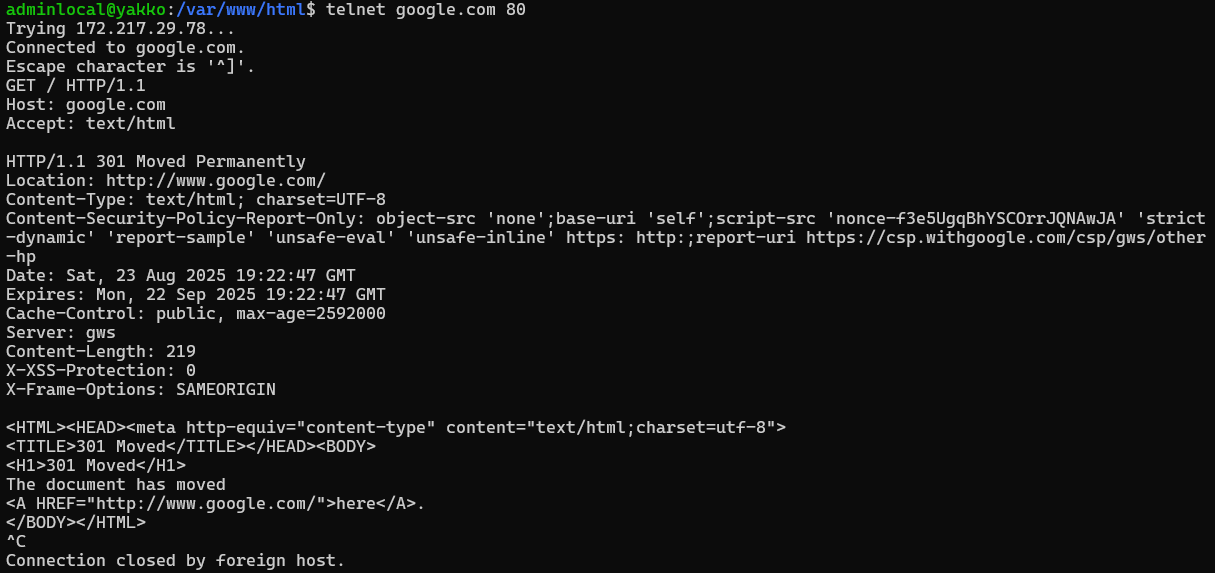 adminlocal@yakko:/var/www/html$ telnet google.com 80
Trying 172.217.29.78...
Connected to google.com.
Escape character is '^]'.
GET / HTTP/1.1
Host: google.com
Accept: text/html

HTTP/1.1 301 Moved Permanently
Location: http://www.google.com/
Content-Type: text/html; charset=UTF-8
Content-Security-Policy-Report-Only: object-src 'none';base-uri 'self';script-src 'nonce-f3e5UgqBhYSCOrrJQNAwJA' 'strict
-dynamic' 'report-sample' 'unsafe-eval' 'unsafe-inline' https: http:;report-uri https://csp.withgoogle.com/csp/gws/other
-hp
Date: Sat, 23 Aug 2025 19:22:47 GMT
Expires: Mon, 22 Sep 2025 19:22:47 GMT
Cache-Control: public, max-age=2592000
Server: gws
Content-Length: 219
X-XSS-Protection: 0
X-Frame-Options: SAMEORIGIN

<HTML><HEAD><meta http-equiv="content-type" content="text/html;charset=utf-8">
<TITLE>301 Moved</TITLE></HEAD><BODY>
<H1>301 Moved</H1>
The document has moved
<A HREF="http://www.google.com/">here</A>.
</BODY></HTML>
^C
Connection closed by foreign host.